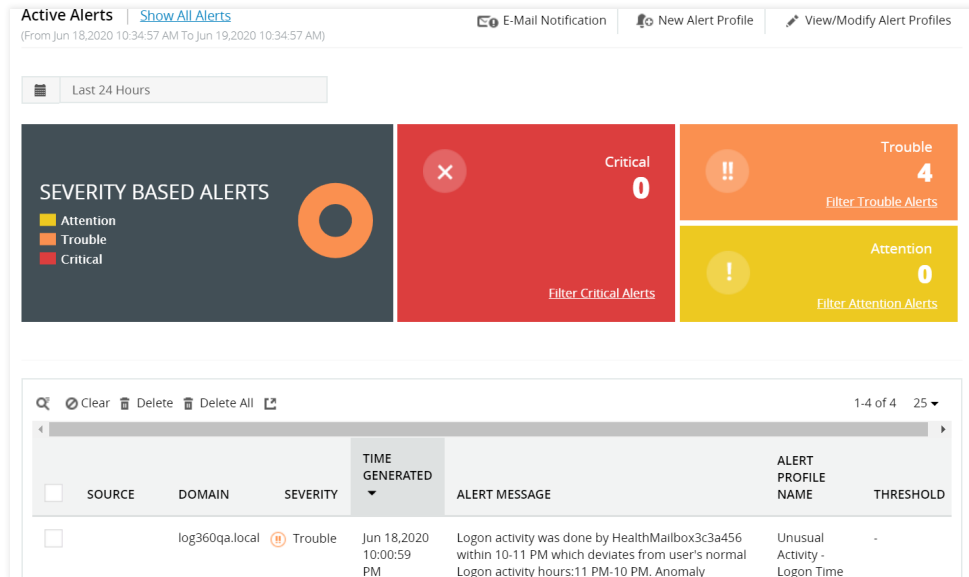 Active Alerts Show All Alerts E-Mail Notification New Alert Profile View/Modify Alert Profiles
(From Jun 18,2020 10:34:57 AM To Jun 19,2020 10:34:57 AM)
Last 24 Hours
SEVERITY BASED ALERTS
Attention
Trouble
Critical
Critical
0
Filter Critical Alerts
Trouble
4
Filter Trouble Alerts
Attention
0
Filter Attention Alerts
Clear Delete Delete All 1-4 of 4 25
SOURCE DOMAIN SEVERITY TIME GENERATED ALERT MESSAGE ALERT PROFILE NAME THRESHOLD
log360qa.local Trouble Jun 18,2020 Logon activity was done by HealthMailbox3c3a456 Unusual -
10:00:59 within 10-11 PM which deviates from user's normal Activity -
PM Logon activity hours:11 PM-10 PM. Anomaly Logon Time